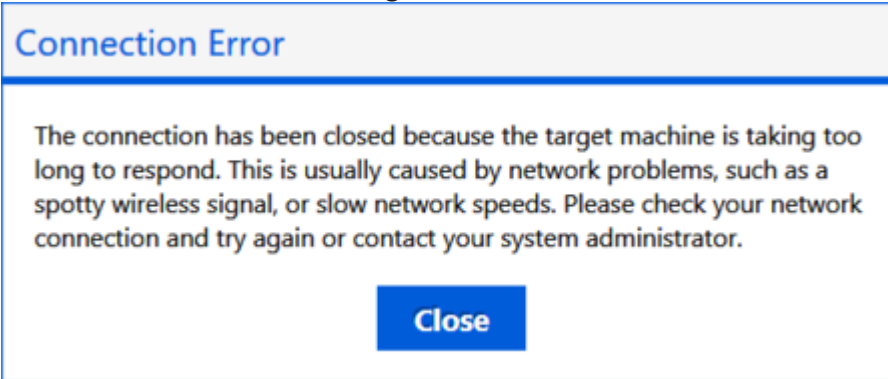 Connection Error
The connection has been closed because the target machine is taking too
long to respond. This is usually caused by network problems, such as a
spotty wireless signal, or slow network speeds. Please check your network
connection and try again or contact your system administrator.
Close